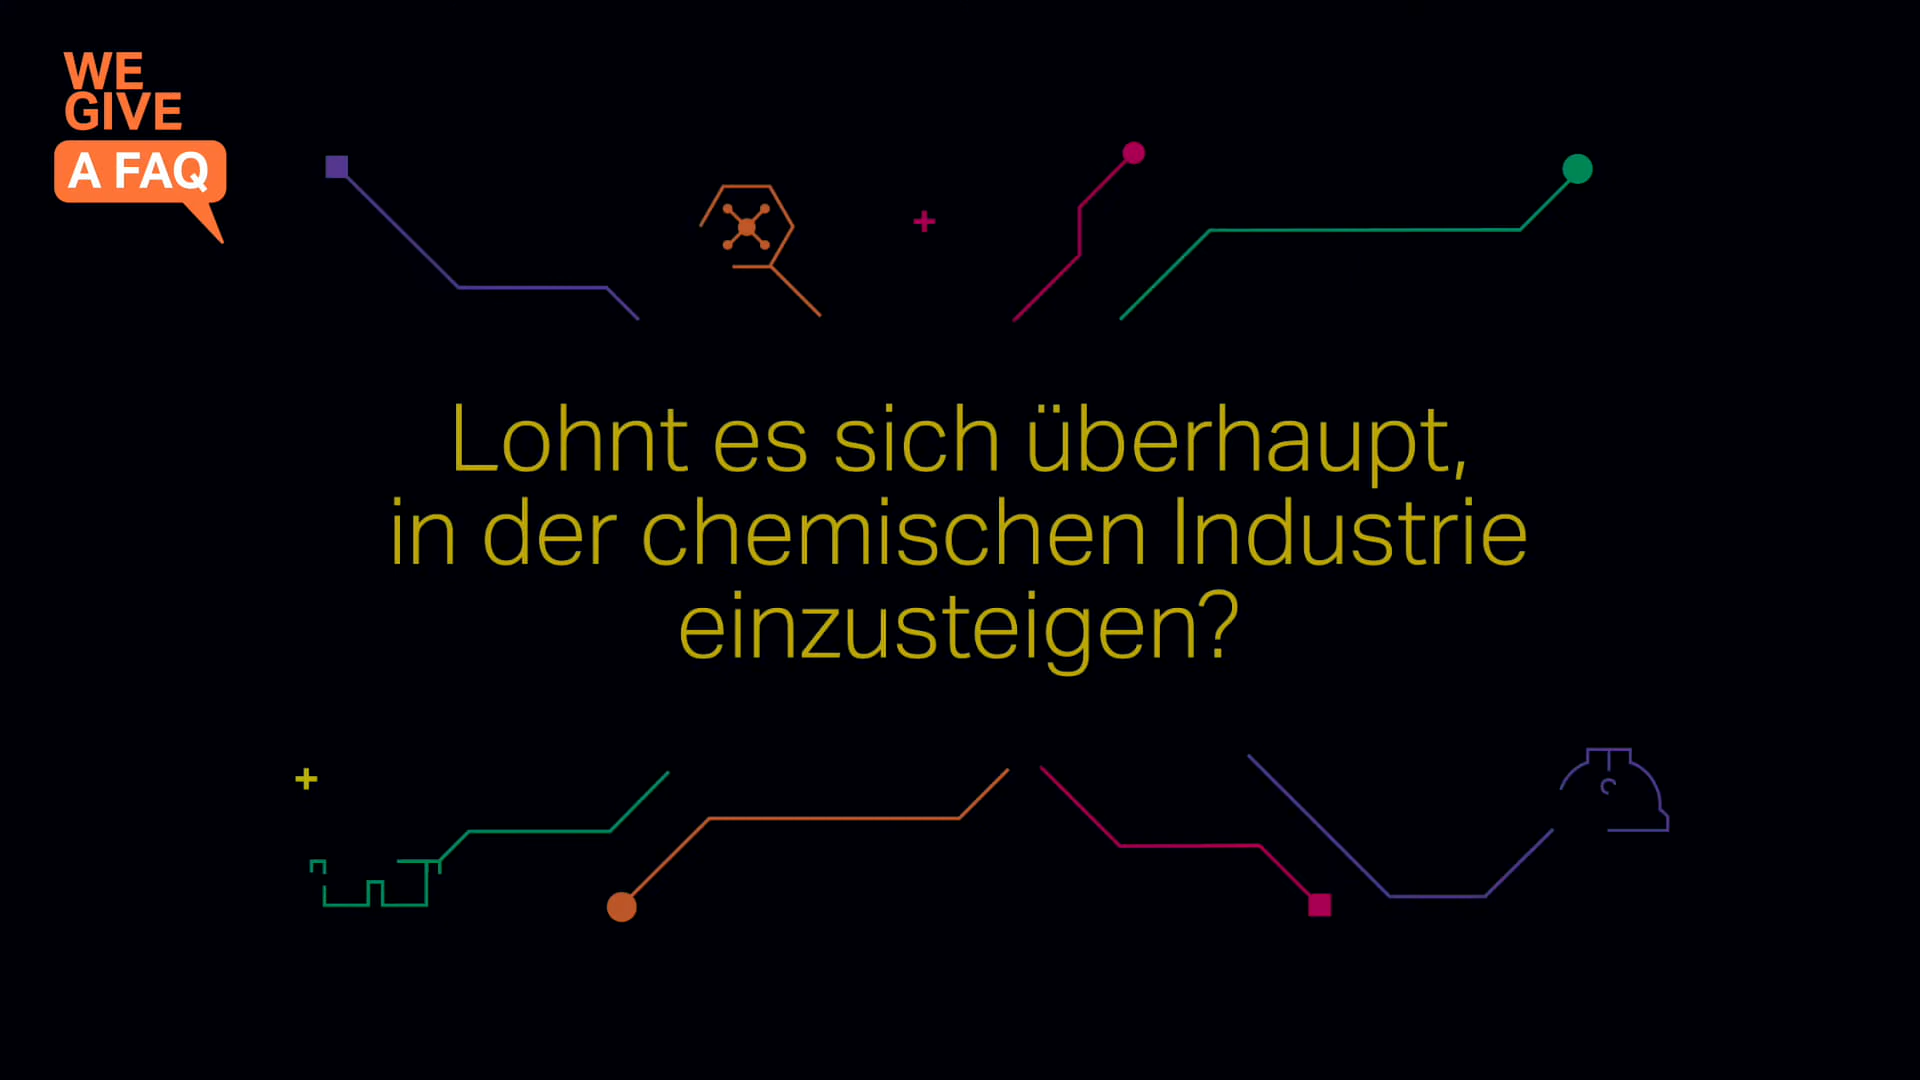 WE
GIVE
A FAQ
Lohnt es sich überhaupt,
in der chemischen Industrie
einzusteigen?